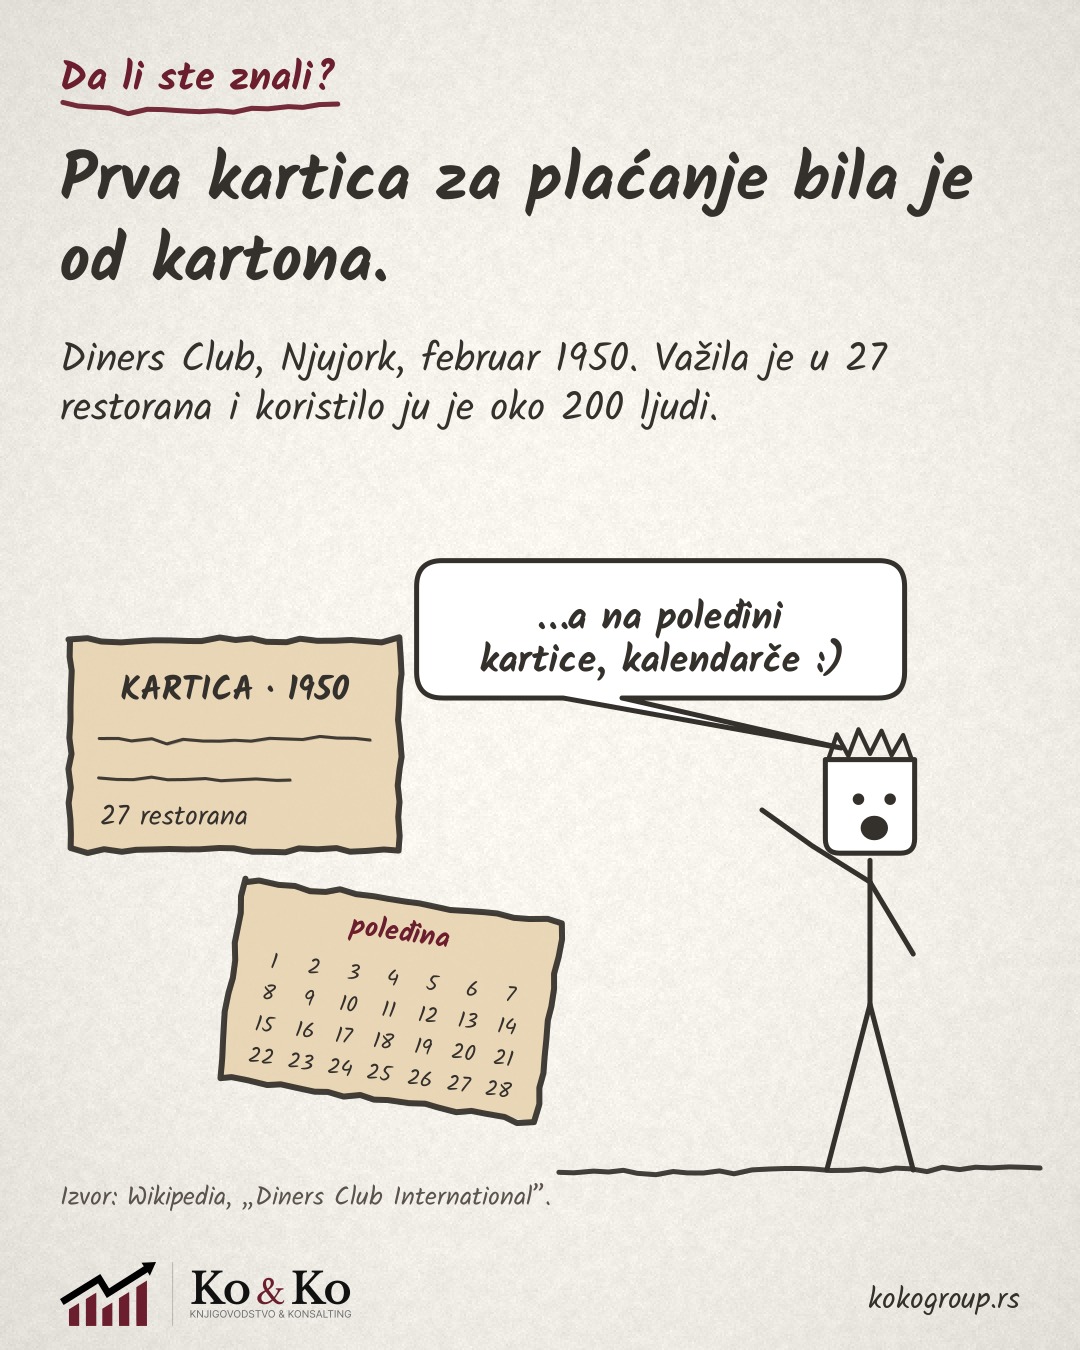 Da li ste znali?
Prva kartica za plaćanje bila je
od kartona.
Diners Club, Njujork, februar 1950. Važila je u 27
restorana i koristilo ju je oko 200 ljudi.
...a na poleđini
kartice, kalendarče :)
KARTICA · 1950
27 restorana
poleđina
1 2 3 4 5 6 7
8 9 10 11 12 13 14
15 16 17 18 19 20 21
22 23 24 25 26 27 28
Izvor: Wikipedia, „Diners Club International”.
Ko & Ko
KNJIGOVODSTVO & KONSALTING
kokogroup.rs